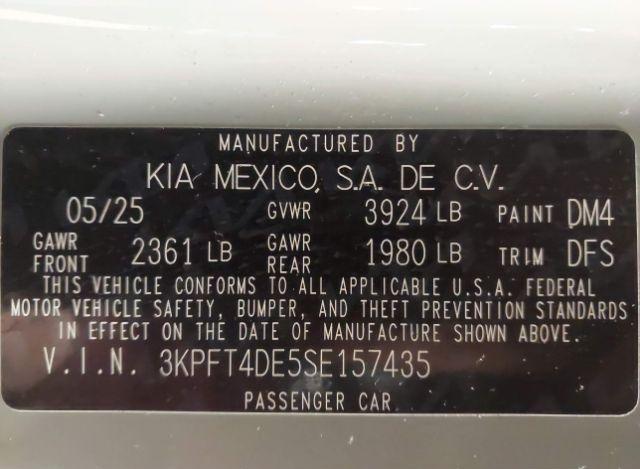 MANUFACTURED BY
KIA MEXICO, S.A. DE C.V.
05/25 GVWR 3924 LB PAINT DM4
GAWR FRONT 2361 LB GAWR REAR 1980 LB TRIM DFS
THIS VEHICLE CONFORMS TO ALL APPLICABLE U.S.A. FEDERAL
MOTOR VEHICLE SAFETY, BUMPER, AND THEFT PREVENTION STANDARDS
IN EFFECT ON THE DATE OF MANUFACTURE SHOWN ABOVE.
V.I.N. 3KPFT4DE5SE157435
PASSENGER CAR